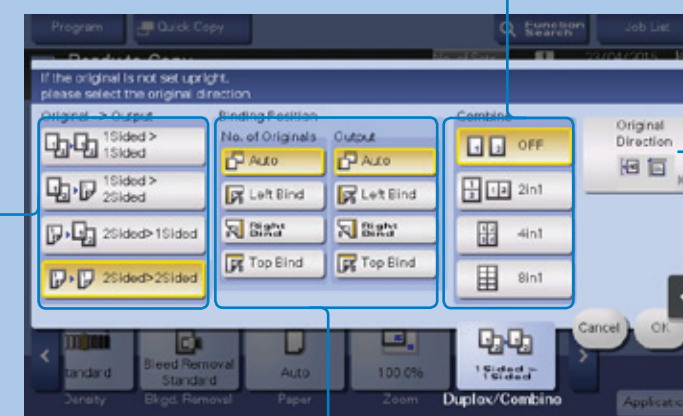 Program
Quick Copy
Function
Search
Job List
Ready to Copy
23/04/2015
If the original is not set upright,
please select the original direction
Original -> Output
Binding Position
Combine
No. of Originals
Output
1Sided >
1Sided
1Sided >
2Sided
2Sided>1Sided
2Sided>2Sided
Auto
Left Bind
Right
Bind
Top Bind
Auto
Left Bind
Right
Bind
Top Bind
OFF
2in1
4in1
8in1
Original
Direction
Cancel
OK
tandard
Bleed Removal
Standard
Auto
100.0%
1Sided >
1Sided
Density
Bkgd. Removal
Paper
Zoom
Duplex/Combine
Applicatio